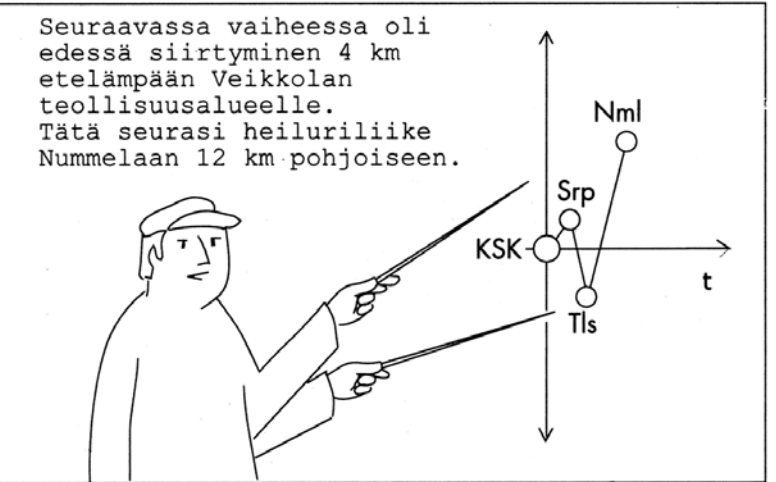 Seuraavassa vaiheessa oli
edessä siirtyminen 4 km
etelämpään Veikkolan
teollisuusalueelle.
Tätä seurasi heiluriliike
Nummelaan 12 km pohjoiseen.
Nml
Srp
KSK
t
Tls